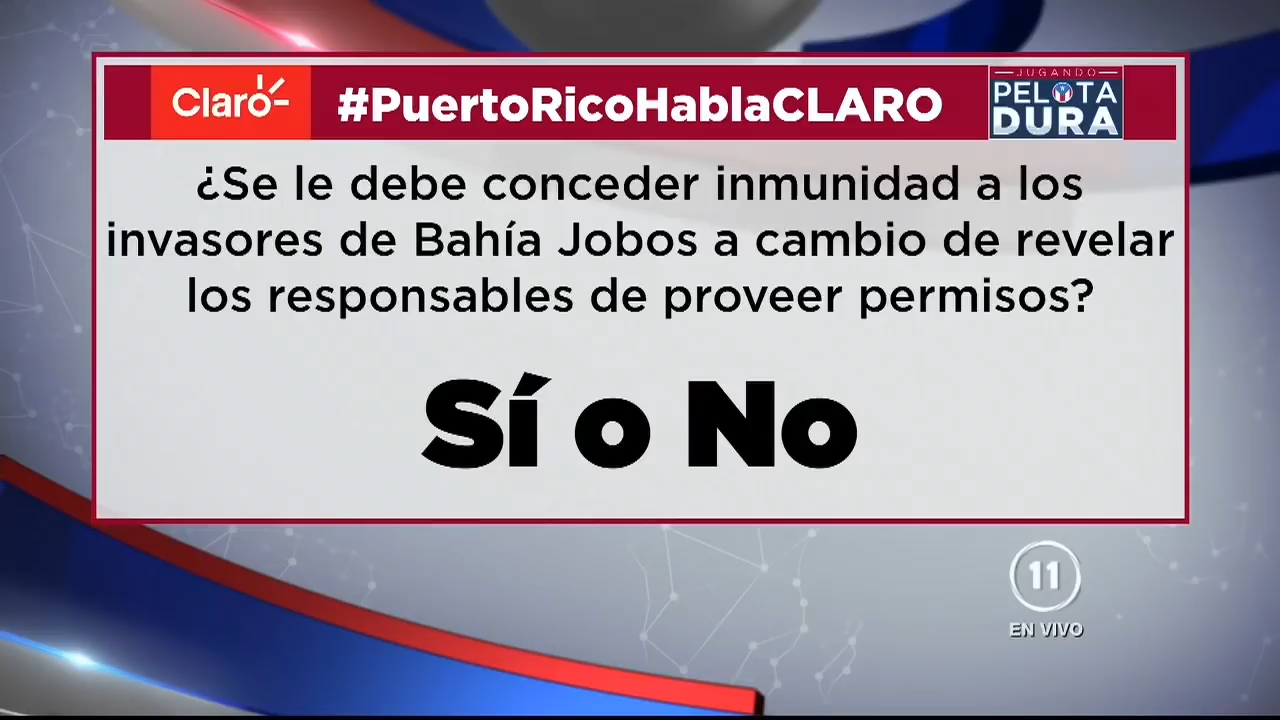 Claro
#PuertoRicoHablaCLARO
JUGANDO
PELOTA
DURA
¿Se le debe conceder inmunidad a los
invasores de Bahía Jobos a cambio de revelar
los responsables de proveer permisos?
Sí o No
11
EN VIVO